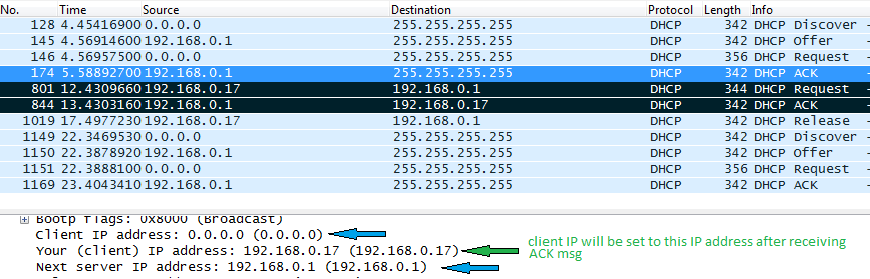 No. Time Source Destination Protocol Length Info
128 4.45416900 0.0.0.0 255.255.255.255 DHCP 342 DHCP Discover -
145 4.56914600 192.168.0.1 255.255.255.255 DHCP 342 DHCP Offer -
146 4.56957500 0.0.0.0 255.255.255.255 DHCP 356 DHCP Request -
174 5.58892700 192.168.0.1 255.255.255.255 DHCP 342 DHCP ACK -
801 12.4309660 192.168.0.17 192.168.0.1 DHCP 344 DHCP Request -
844 13.4303160 192.168.0.1 192.168.0.17 DHCP 342 DHCP ACK -
1019 17.4977230 192.168.0.17 192.168.0.1 DHCP 342 DHCP Release -
1149 22.3469530 0.0.0.0 255.255.255.255 DHCP 342 DHCP Discover -
1150 22.3878920 192.168.0.1 255.255.255.255 DHCP 342 DHCP Offer -
1151 22.3888100 0.0.0.0 255.255.255.255 DHCP 356 DHCP Request -
1169 23.4043410 192.168.0.1 255.255.255.255 DHCP 342 DHCP ACK -
Bootp flags: 0x8000 (Broadcast)
Client IP address: 0.0.0.0 (0.0.0.0)
Your (client) IP address: 192.168.0.17 (192.168.0.17)
client IP will be set to this IP address after receiving
ACK msg
Next server IP address: 192.168.0.1 (192.168.0.1)